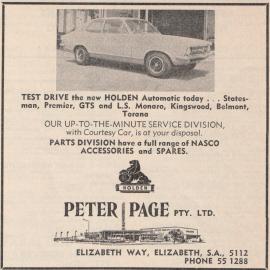 TEST DRIVE the new HOLDEN Automatic today . . . States-
man, Premier, GTS and L.S. Monaro, Kingswood, Belmont,
Torana
OUR UP-TO-THE-MINUTE SERVICE DIVISION,
with Courtesy Car, is at your disposal.
PARTS DIVISION have a full range of NASCO
ACCESSORIES and SPARES.
HOLDEN
PETER PAGE PTY. LTD.
ELIZABETH WAY, ELIZABETH, S.A., 5112
PHONE 55 1288